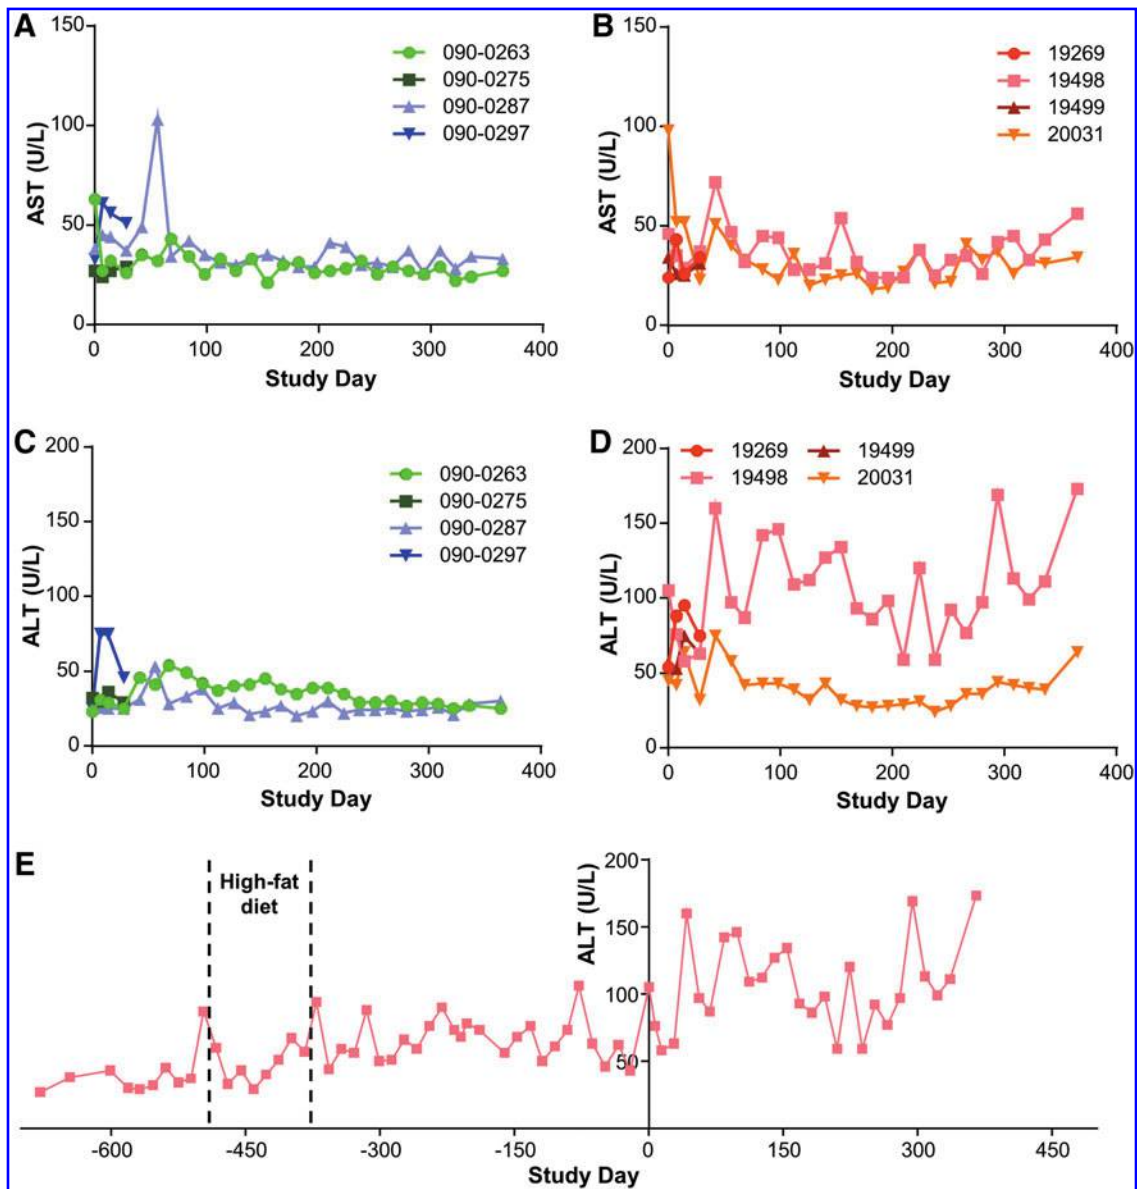 A
150
100
50
0
AST (U/L)
0 100 200 300 400
Study Day
090-0263
090-0275
090-0287
090-0297
B
150
100
50
0
AST (U/L)
0 100 200 300 400
Study Day
19269
19498
19499
20031
C
200
150
100
50
0
ALT (U/L)
0 100 200 300 400
Study Day
090-0263
090-0275
090-0287
090-0297
D
200
150
100
50
0
ALT (U/L)
0 100 200 300 400
Study Day
19269 19499
19498 20031
E
High-fat
diet
200
150
100
50
ALT (U/L)
-600 -450 -300 -150 0 150 300 450
Study Day